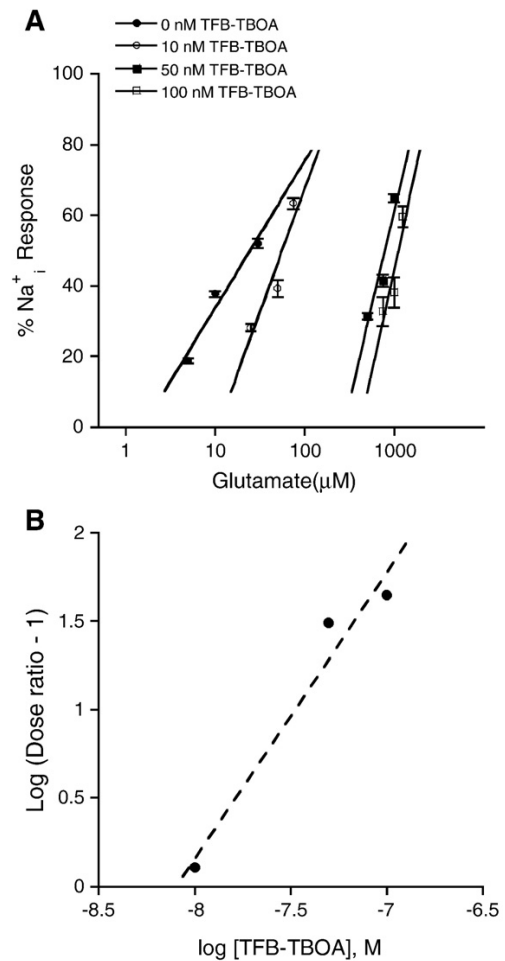 A
0 nM TFB-TBOA
10 nM TFB-TBOA
50 nM TFB-TBOA
100 nM TFB-TBOA
100
80
60
40
20
0
% Na+i Response
1
10
100
1000
Glutamate(μM)
B
2
1.5
1
0.5
0
Log (Dose ratio - 1)
-8.5
-8
-7.5
-7
-6.5
log [TFB-TBOA], M